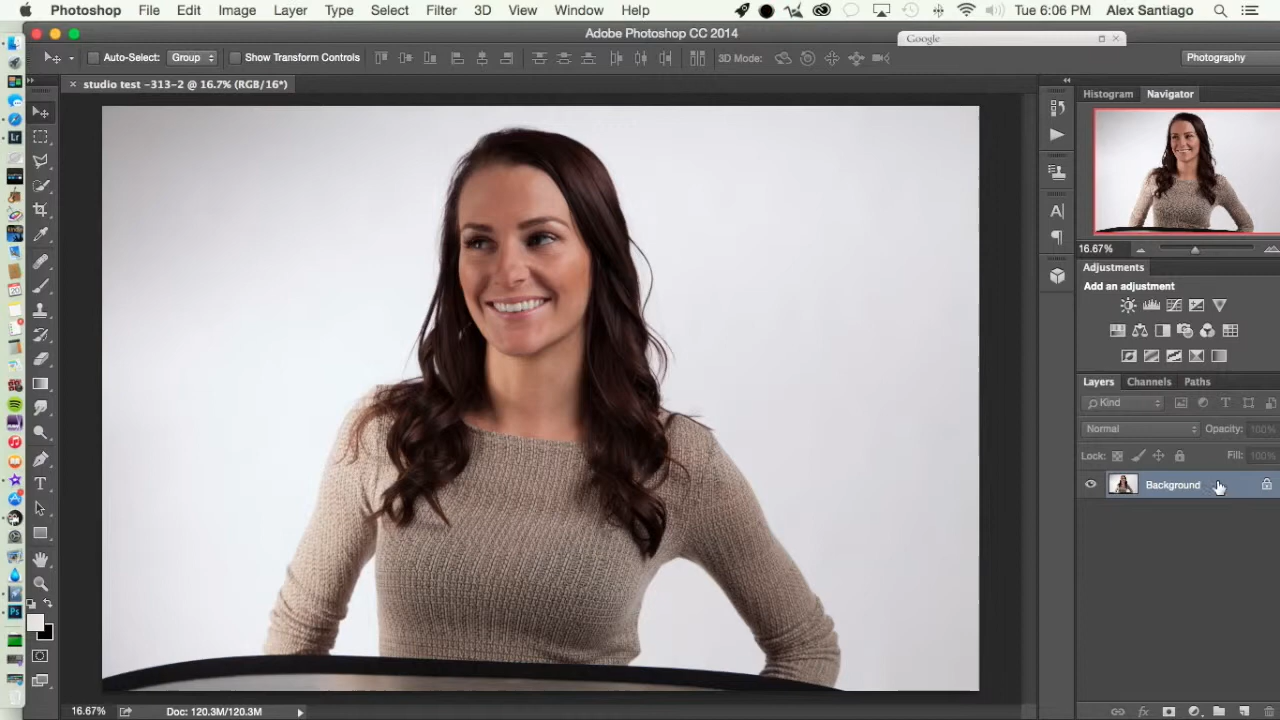 Photoshop File Edit Image Layer Type Select Filter 3D View Window Help Tue 6:06 PM Alex Santiago
Adobe Photoshop CC 2014
Google
Auto-Select: Group Show Transform Controls 3D Mode: Photography
× studio test -313-2 @ 16.7% (RGB/16*)
Histogram Navigator
16.67%
Adjustments
Add an adjustment
Layers Channels Paths
Kind
Normal Opacity: 100%
Lock: Fill: 100%
Background
16.67% Doc: 120.3M/120.3M